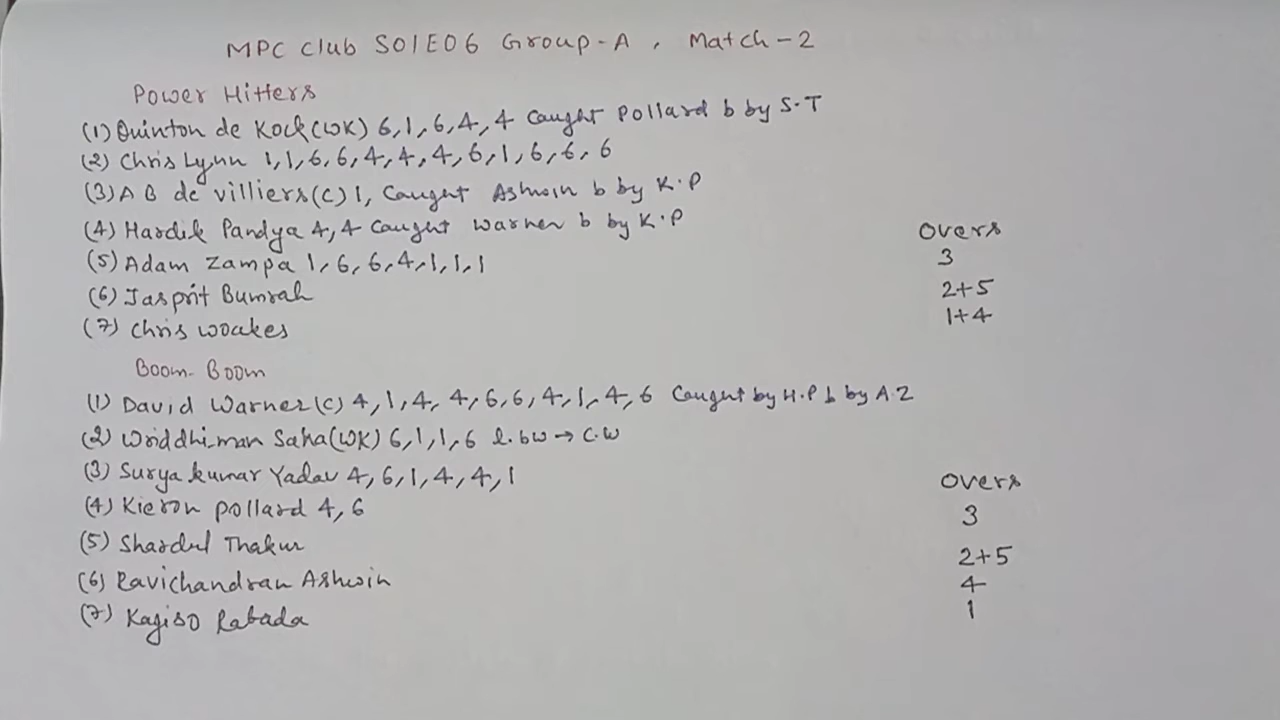 MPC Club S01E06 Group-A, Match-2
Power Hitters
(1) Quinton de Kock(WK) 6,1,6,4,4 Caught Pollard b by S.T
(2) Chris Lynn 1,1,6,6,4,4,4,6,1,6,6,6
(3) A B de villiers(C) 1, Caught Ashwin b by K.P
(4) Hardik Pandya 4,4 Caught Warner b by K.P
Overs
(5) Adam Zampa 1,6,6,4,1,1,1 3
(6) Jasprit Bumrah 2+5
(7) Chris Woakes 1+4
Boom-Boom
(1) David Warner(C) 4,1,4,4,6,6,4,1,4,6 Caught by H.P b by A.Z
(2) Wriddhi-man Saha(WK) 6,1,1,6 l.bw→C.W
(3) Surya kumar Yadav 4,6,1,4,4,1
Overs
(4) Kieron Pollard 4,6 3
(5) Shardul Thakur 2+5
(6) Ravichandran Ashwin 4
(7) Kagiso Rabada 1